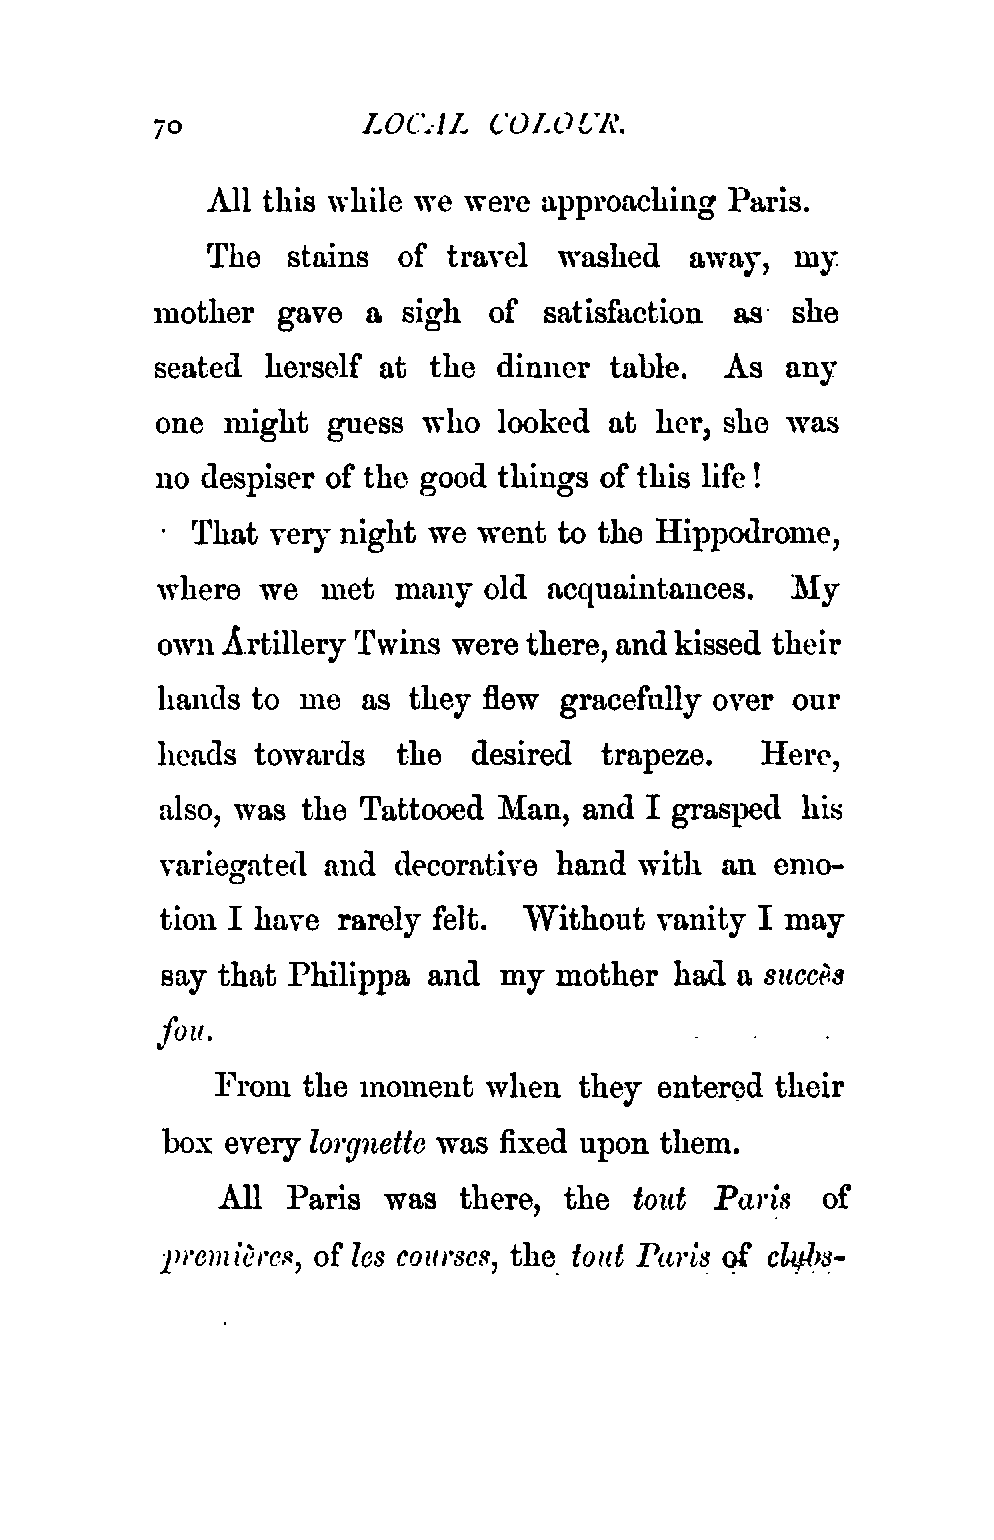 70 LOCAL COLOUR.
All this while we were approaching Paris.
The stains of travel washed away, my
mother gave a sigh of satisfaction as she
seated herself at the dinner table. As any
one might guess who looked at her, she was
no despiser of the good things of this life!
That very night we went to the Hippodrome,
where we met many old acquaintances. My
own Artillery Twins were there, and kissed their
hands to me as they flew gracefully over our
heads towards the desired trapeze. Here,
also, was the Tattooed Man, and I grasped his
variegated and decorative hand with an emo-
tion I have rarely felt. Without vanity I may
say that Philippa and my mother had a succès
fou.
From the moment when they entered their
box every lorgnette was fixed upon them.
All Paris was there, the tout Paris of
premières, of les courses, the tout Paris of clubs-